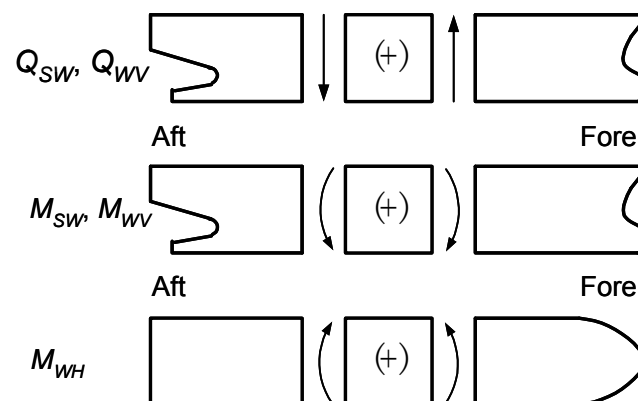 Q_SW, Q_WV (+)
Aft Fore
M_SW, M_WV (+)
Aft Fore
M_WH (+)